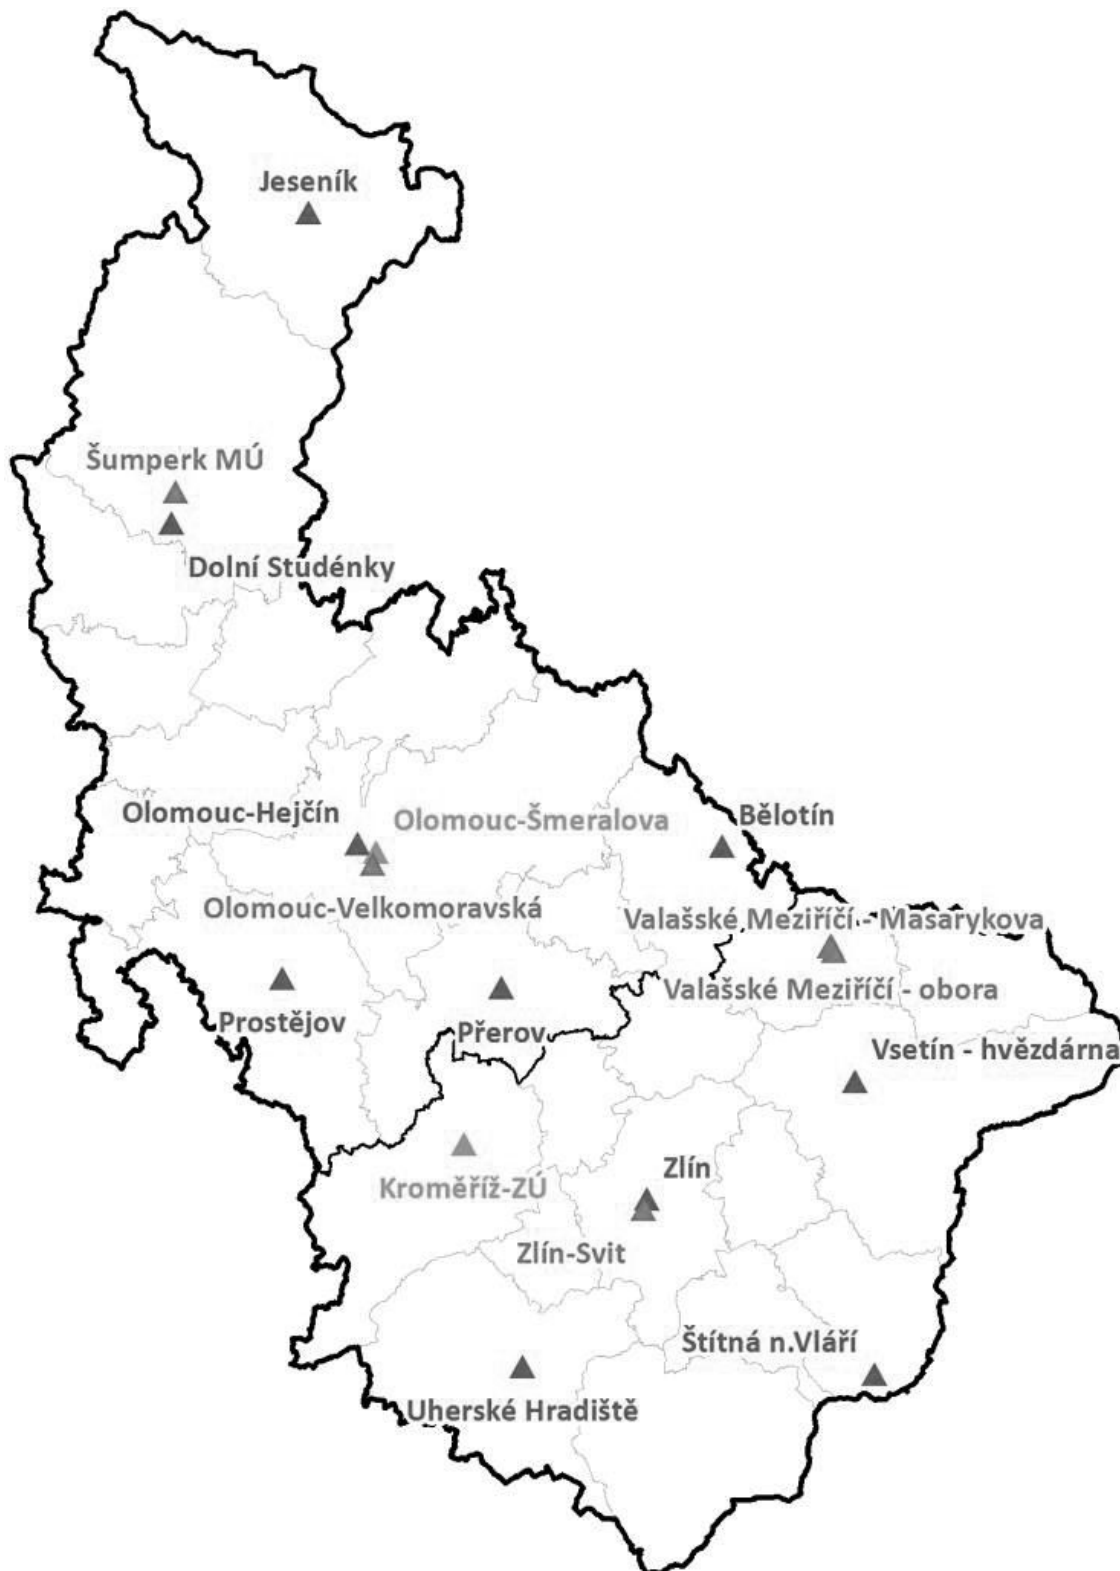 Jeseník
Šumperk MÚ
Dolní Studénky
Olomouc-Hejčín
Olomouc-Šmeralova
Bělotín
Olomouc-Velkomoravská
Valašské Meziříčí - Masarykova
Valašské Meziříčí - obora
Prostějov
Přerov
Vsetín - hvězdárna
Kroměříž-ZÚ
Zlín
Zlín-Svit
Štítná n.Vláří
Uherské Hradiště